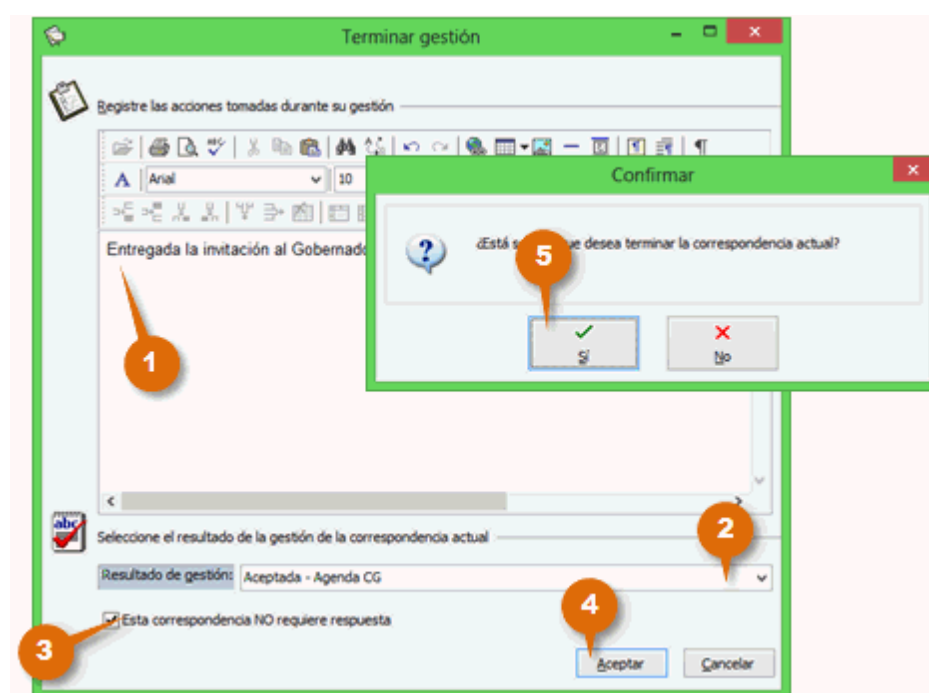 Terminar gestión
Registre las acciones tomadas durante su gestión
Arial
10
Confirmar
¿Está que desea terminar la correspondencia actual?
5
Sí
No
Entregada la invitación al
1
abc
Seleccione el resultado de la gestión de la correspondencia actual
2
Resultado de gestión: Aceptada - Agenda CG
4
Esta correspondencia NO requiere respuesta
3
Aceptar
Cancelar